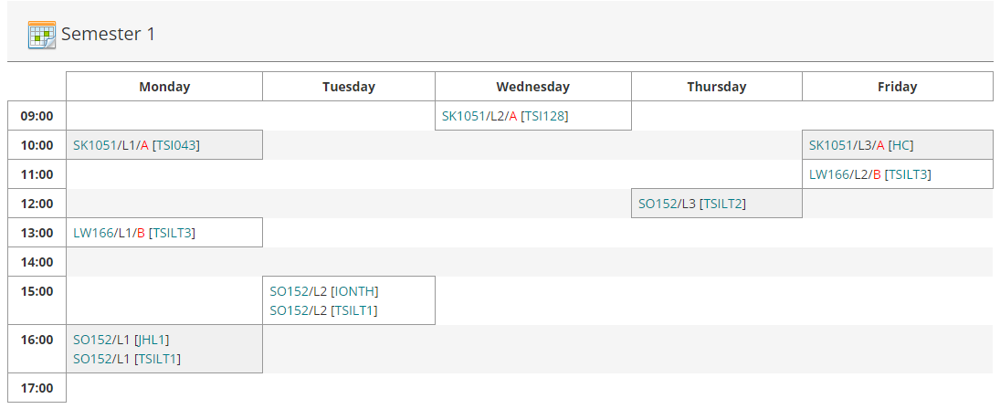 Semester 1
Monday Tuesday Wednesday Thursday Friday
09:00 SK1051/L2/A [TSI128]
10:00 SK1051/L1/A [TSI043] SK1051/L3/A [HC]
11:00 LW166/L2/B [TSILT3]
12:00 SO152/L3 [TSILT2]
13:00 LW166/L1/B [TSILT3]
14:00
15:00 SO152/L2 [IONTH]
SO152/L2 [TSILT1]
16:00 SO152/L1 [JHL1]
SO152/L1 [TSILT1]
17:00